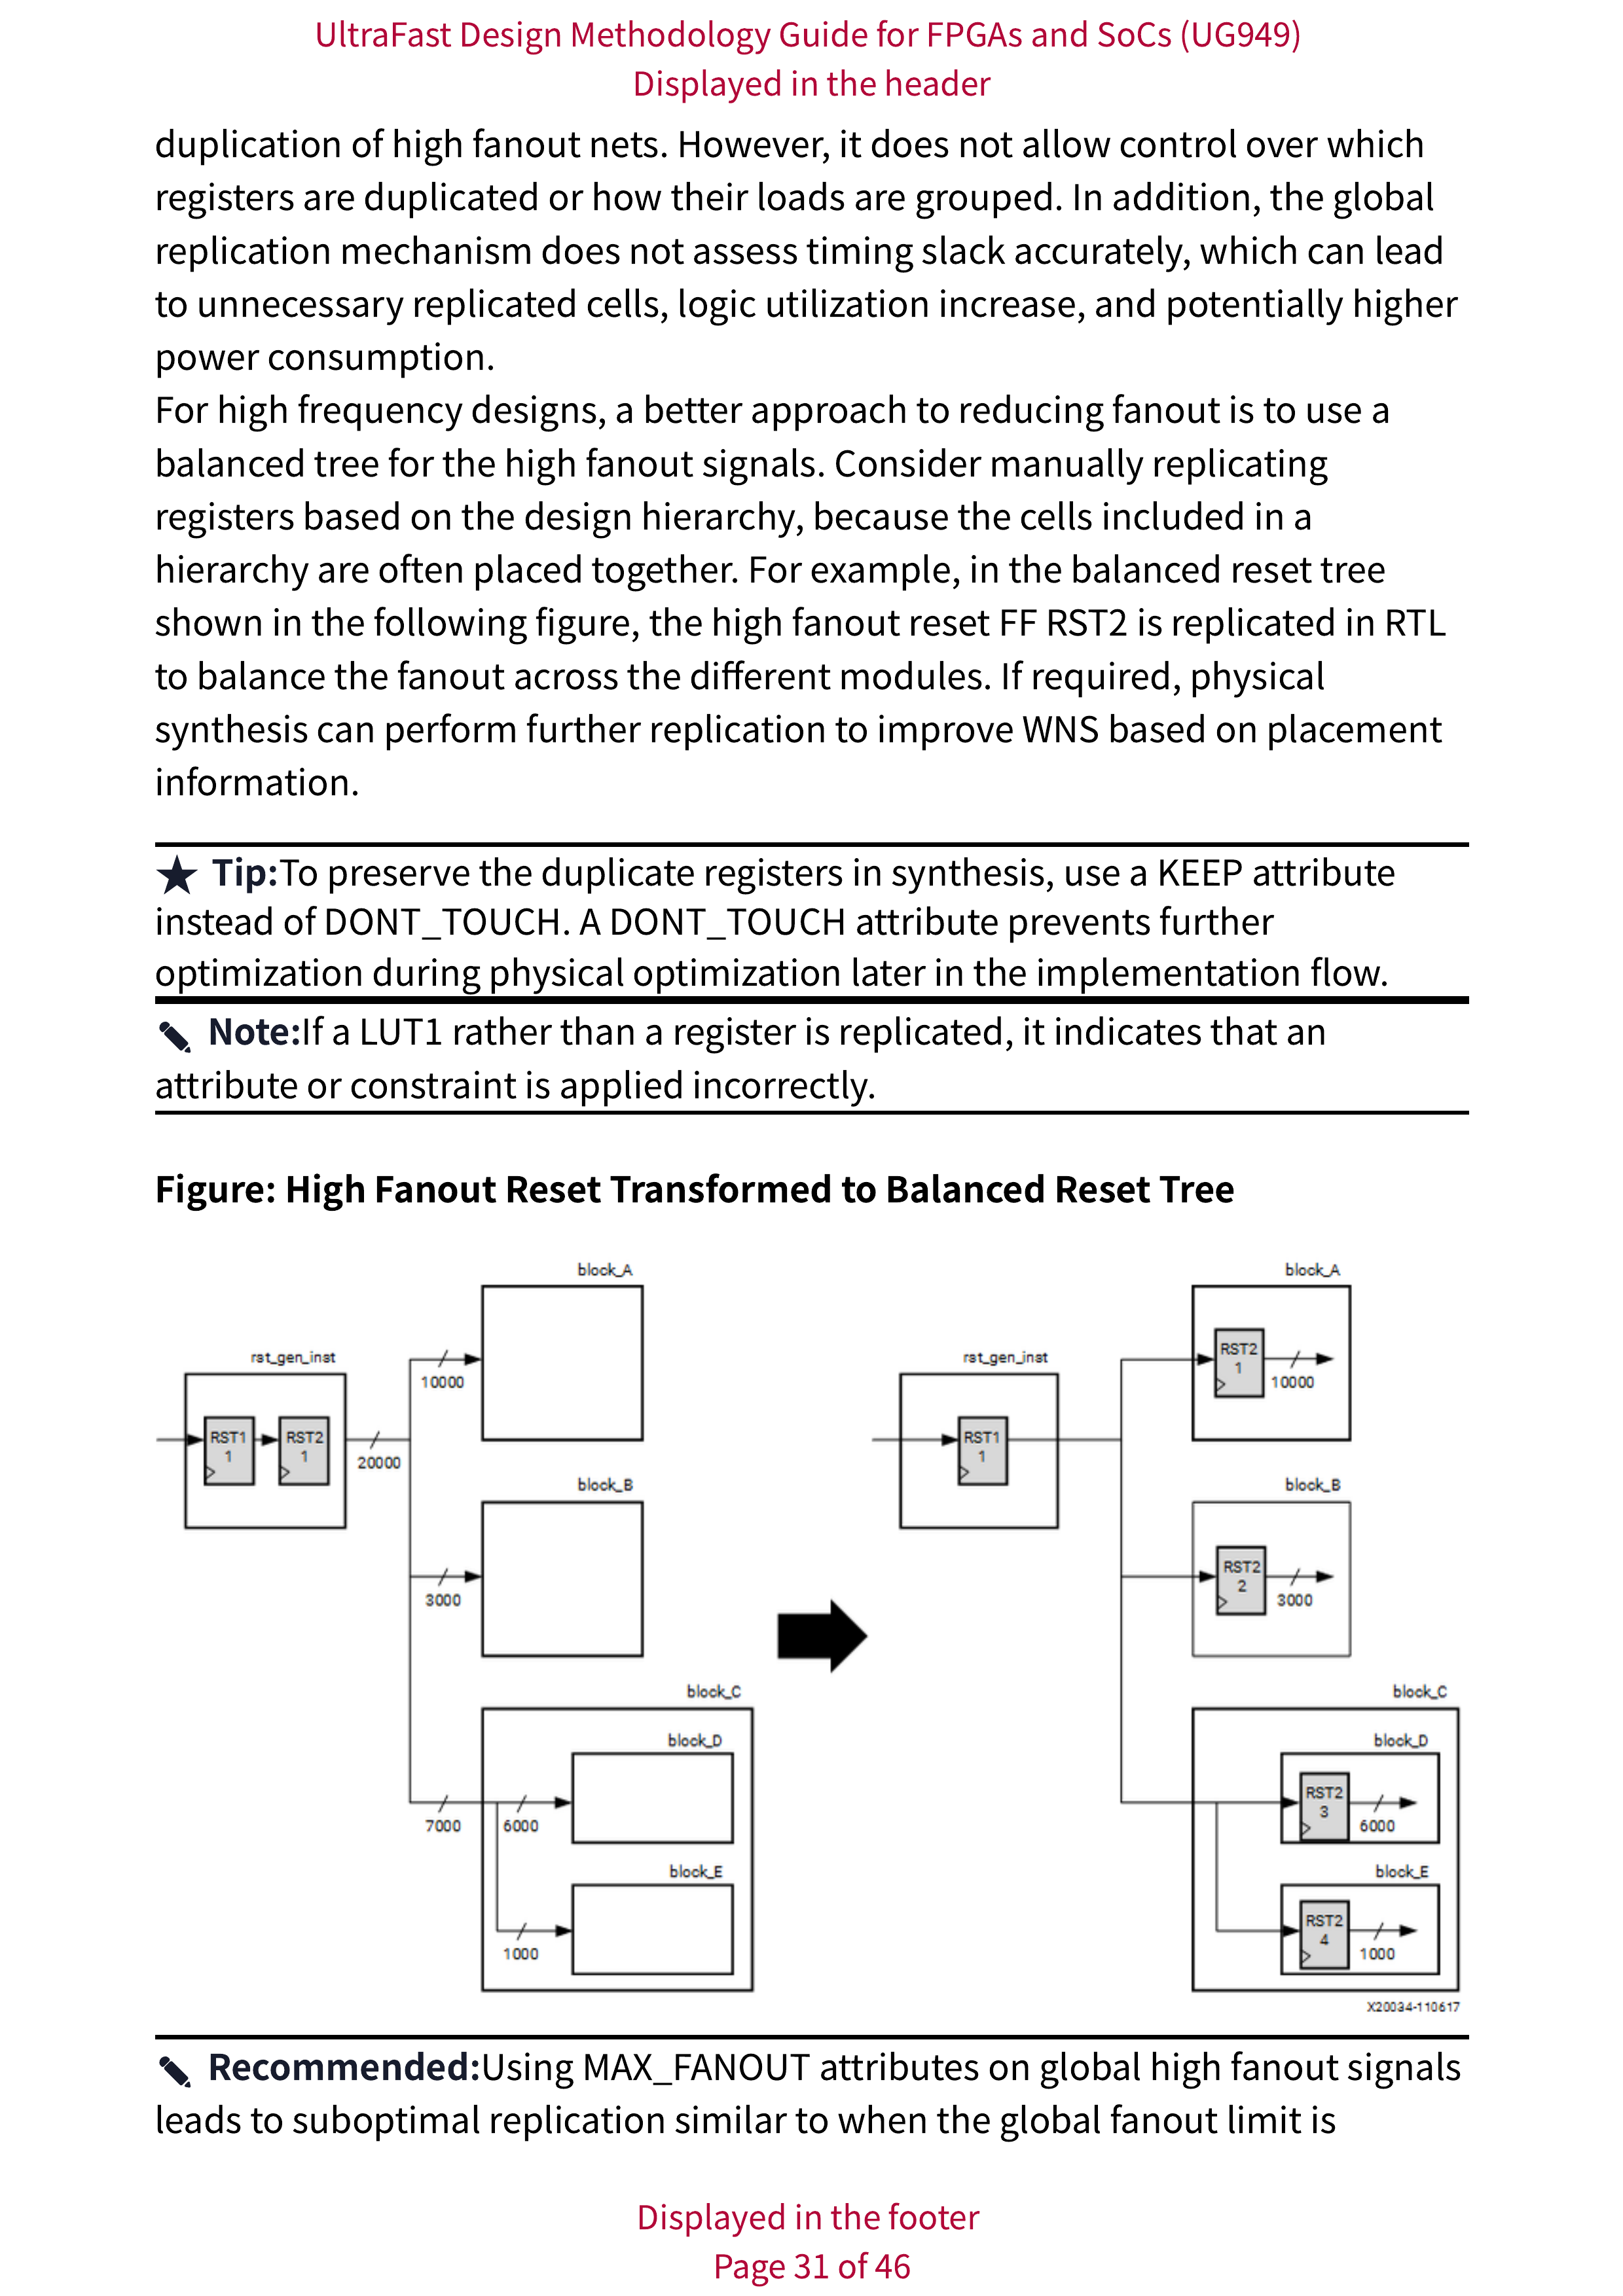 UltraFast Design Methodology Guide for FPGAs and SoCs (UG949)
Displayed in the header
duplication of high fanout nets. However, it does not allow control over which
registers are duplicated or how their loads are grouped. In addition, the global
replication mechanism does not assess timing slack accurately, which can lead
to unnecessary replicated cells, logic utilization increase, and potentially higher
power consumption.
For high frequency designs, a better approach to reducing fanout is to use a
balanced tree for the high fanout signals. Consider manually replicating
registers based on the design hierarchy, because the cells included in a
hierarchy are often placed together. For example, in the balanced reset tree
shown in the following figure, the high fanout reset FF RST2 is replicated in RTL
to balance the fanout across the different modules. If required, physical
synthesis can perform further replication to improve WNS based on placement
information.
★ Tip:To preserve the duplicate registers in synthesis, use a KEEP attribute
instead of DONT_TOUCH. A DONT_TOUCH attribute prevents further
optimization during physical optimization later in the implementation flow.
Note:If a LUT1 rather than a register is replicated, it indicates that an
attribute or constraint is applied incorrectly.
Figure: High Fanout Reset Transformed to Balanced Reset Tree
block_A
rst_gen_inst
10000
RST1
1
RST2
1
20000
block_B
3000
block_C
block_D
7000
6000
block_E
1000
block_A
rst_gen_inst
RST2
1
10000
RST1
1
block_B
RST2
2
3000
block_C
block_D
RST2
3
6000
block_E
RST2
4
1000
X20034-110617
Recommended:Using MAX_FANOUT attributes on global high fanout signals
leads to suboptimal replication similar to when the global fanout limit is
Displayed in the footer
Page 31 of 46